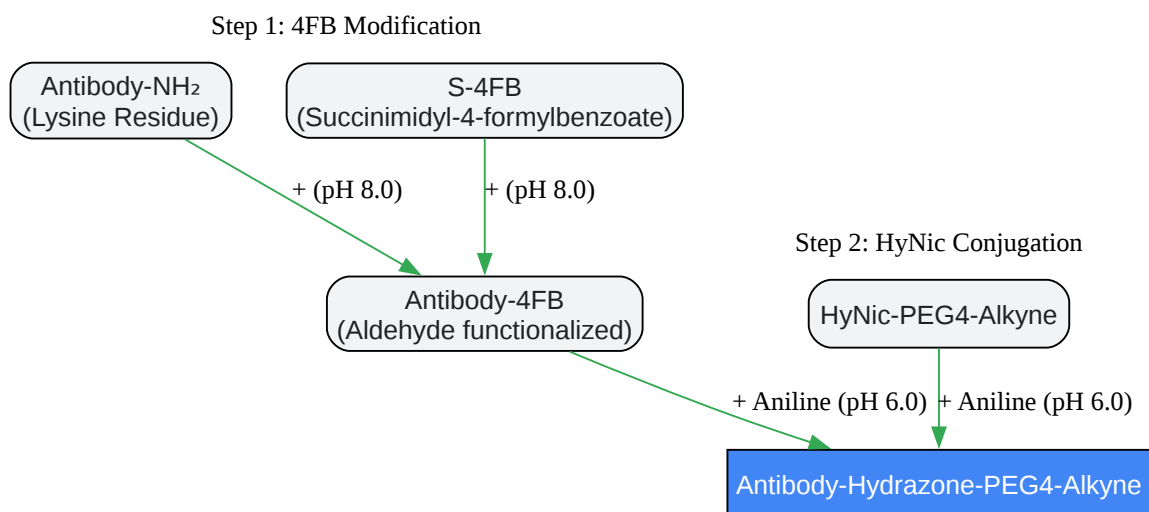 Step 1: 4FB Modification
Antibody-NH₂
(Lysine Residue)
S-4FB
(Succinimidyl-4-formylbenzoate)
+ (pH 8.0)
+ (pH 8.0)
Step 2: HyNic Conjugation
Antibody-4FB
(Aldehyde functionalized)
HyNic-PEG4-Alkyne
+ Aniline (pH 6.0)
+ Aniline (pH 6.0)
Antibody-Hydrazone-PEG4-Alkyne